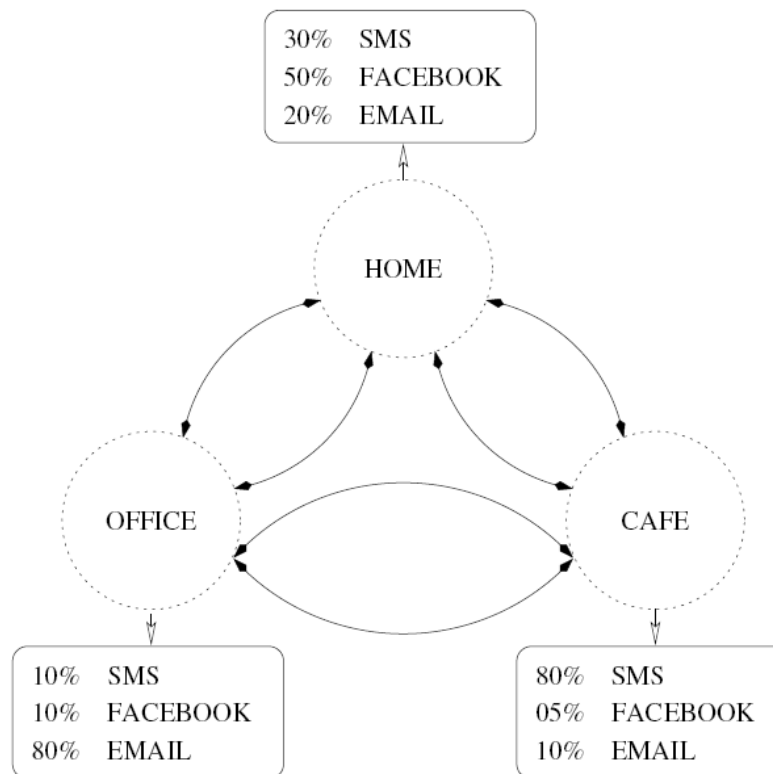 30% SMS
50% FACEBOOK
20% EMAIL
HOME
OFFICE
CAFE
10% SMS
10% FACEBOOK
80% EMAIL
80% SMS
05% FACEBOOK
10% EMAIL